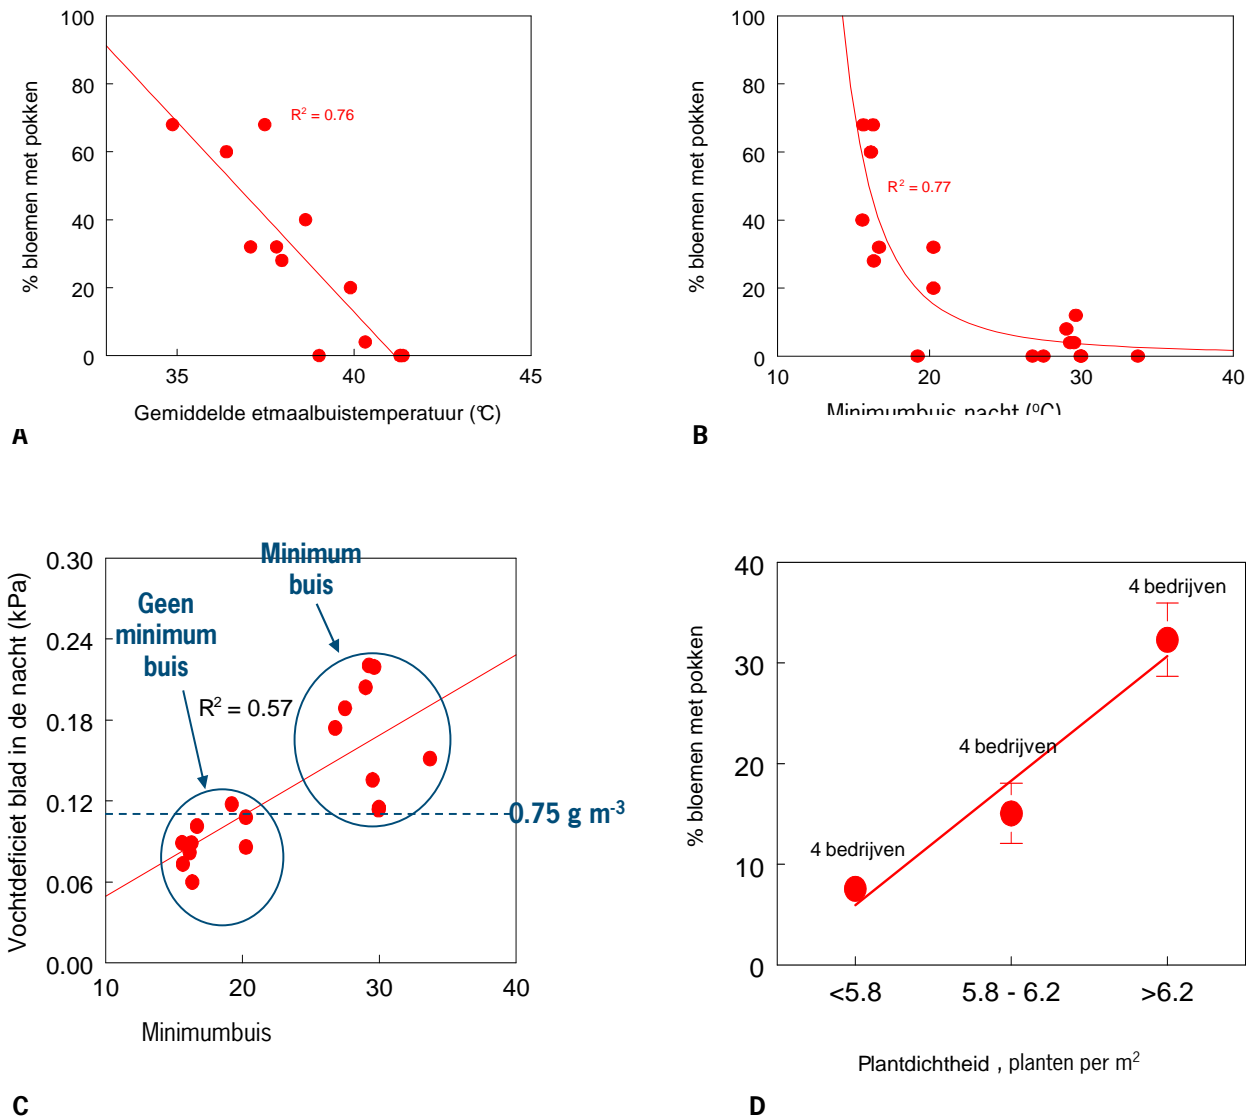 100
80
60
40
20
0
% bloemen met pokken
R² = 0.76
35
40
45
Gemiddelde etmaalbuistemperatuur (°C)
A
100
80
60
40
20
0
% bloemen met pokken
R² = 0.77
10
20
30
40
Minimumbuis nacht (ºC)
B
0.30
0.24
0.18
0.12
0.06
0.00
Vochtdeficiet blad in de nacht (kPa)
Minimum
buis
Geen
minimum
buis
R² = 0.57
0.75 g m⁻³
10
20
30
40
Minimumbuis
C
40
30
20
10
0
% bloemen met pokken
4 bedrijven
4 bedrijven
4 bedrijven
<5.8
5.8 - 6.2
>6.2
Plantdichtheid , planten per m²
D